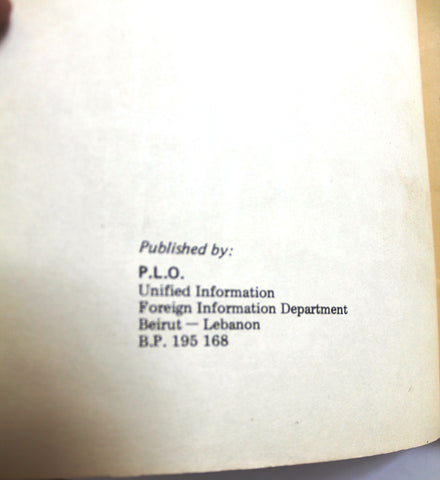 Published by:
P.L.O.
Unified Information
Foreign Information Department
Beirut — Lebanon
B.P. 195 168